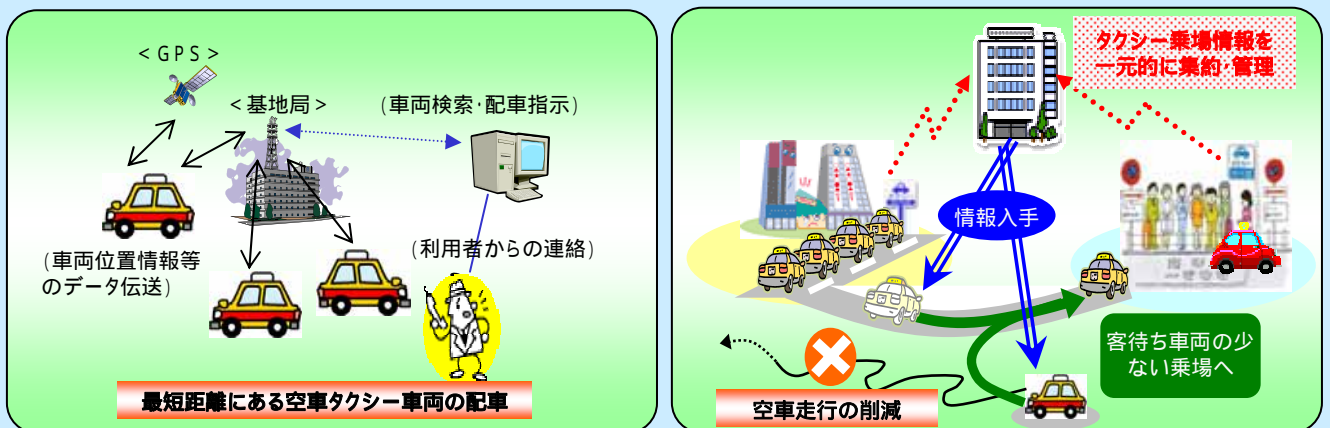 <GPS>
<基地局>
(車両検索・配車指示)
(車両位置情報等
のデータ伝送)
(利用者からの連絡)
最短距離にある空車タクシー車両の配車
タクシー乗場情報を
一元的に集約・管理
情報入手
客待ち車両の少
ない乗場へ
空車走行の削減